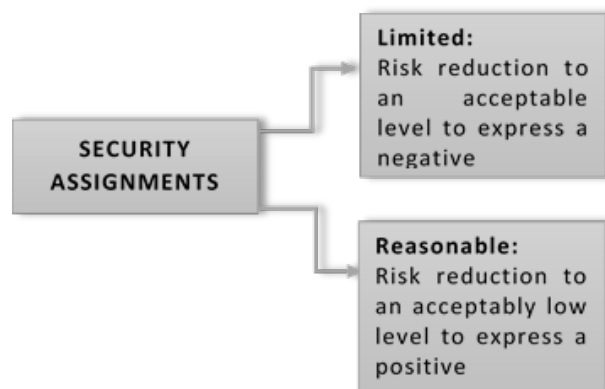 Limited:
Risk reduction to
an acceptable
level to express a
negative
SECURITY
ASSIGNMENTS
Reasonable:
Risk reduction to
an acceptably low
level to express a
positive